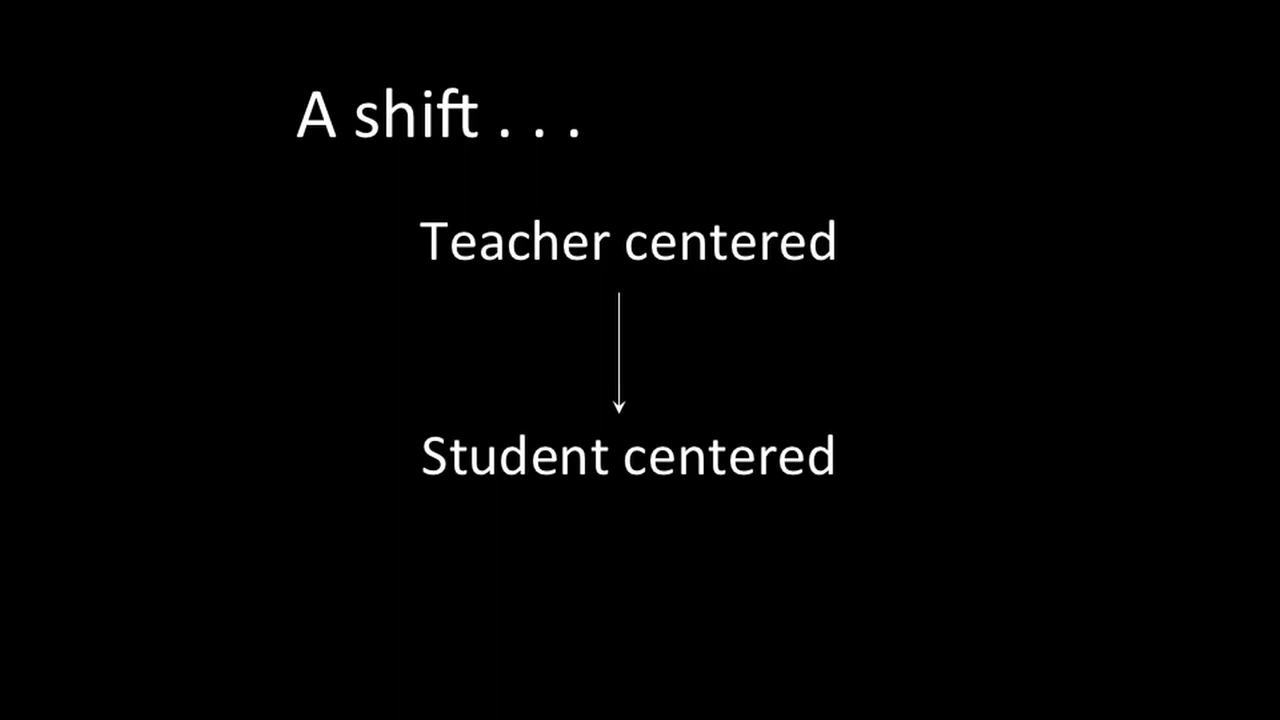 A shift . . .
Teacher centered
Student centered